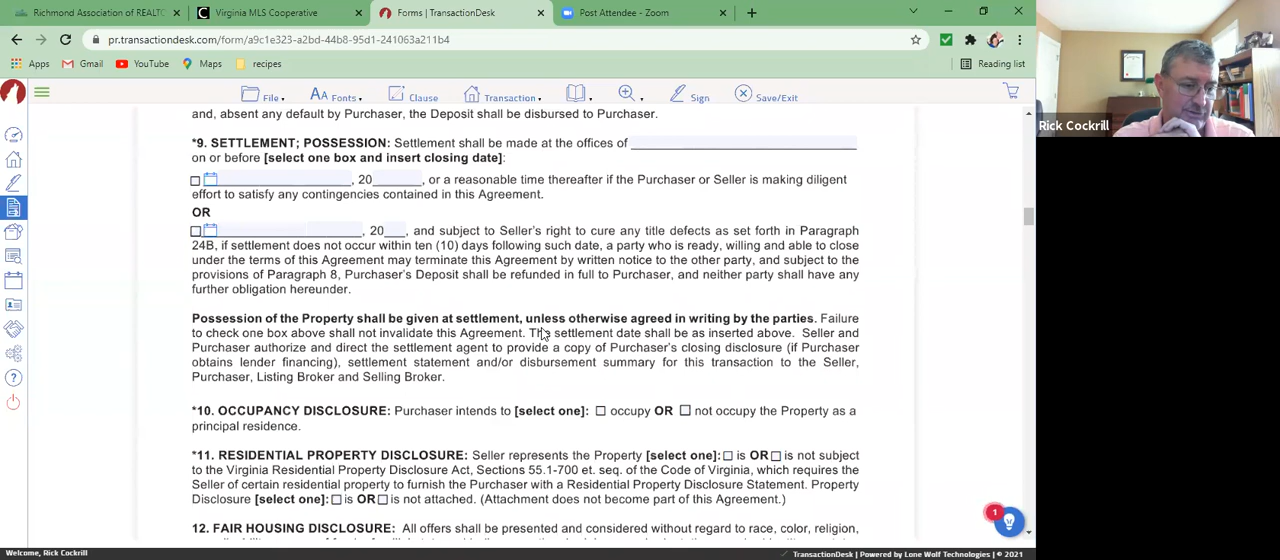 Richmond Association of REALTO
Virginia MLS Cooperative
Forms | TransactionDesk
Post Attendee - Zoom
pr.transactiondesk.com/form/a9c1e323-a2bd-44b8-95d1-241063a211b4
Apps
Gmail
YouTube
Maps
recipes
Reading list
File
Fonts
Clause
Transaction
Sign
Save/Exit
Rick Cockrill
and, absent any default by Purchaser, the Deposit shall be disbursed to Purchaser.
*9. SETTLEMENT; POSSESSION: Settlement shall be made at the offices of
on or before [select one box and insert closing date]:
, 20 , or a reasonable time thereafter if the Purchaser or Seller is making diligent
effort to satisfy any contingencies contained in this Agreement.
OR
, 20 , and subject to Seller's right to cure any title defects as set forth in Paragraph
24B, if settlement does not occur within ten (10) days following such date, a party who is ready, willing and able to close
under the terms of this Agreement may terminate this Agreement by written notice to the other party, and subject to the
provisions of Paragraph 8, Purchaser's Deposit shall be refunded in full to Purchaser, and neither party shall have any
further obligation hereunder.
Possession of the Property shall be given at settlement, unless otherwise agreed in writing by the parties. Failure
to check one box above shall not invalidate this Agreement. The settlement date shall be as inserted above. Seller and
Purchaser authorize and direct the settlement agent to provide a copy of Purchaser's closing disclosure (if Purchaser
obtains lender financing), settlement statement and/or disbursement summary for this transaction to the Seller,
Purchaser, Listing Broker and Selling Broker.
*10. OCCUPANCY DISCLOSURE: Purchaser intends to [select one]: occupy OR not occupy the Property as a
principal residence.
*11. RESIDENTIAL PROPERTY DISCLOSURE: Seller represents the Property [select one]: is OR is not subject
to the Virginia Residential Property Disclosure Act, Sections 55.1-700 et. seq. of the Code of Virginia, which requires the
Seller of certain residential property to furnish the Purchaser with a Residential Property Disclosure Statement. Property
Disclosure [select one]: is OR is not attached. (Attachment does not become part of this Agreement.)
12. FAIR HOUSING DISCLOSURE: All offers shall be presented and considered without regard to race, color, religion,
1
Welcome, Rick Cockrill
TransactionDesk | Powered by Lone Wolf Technologies | © 2021